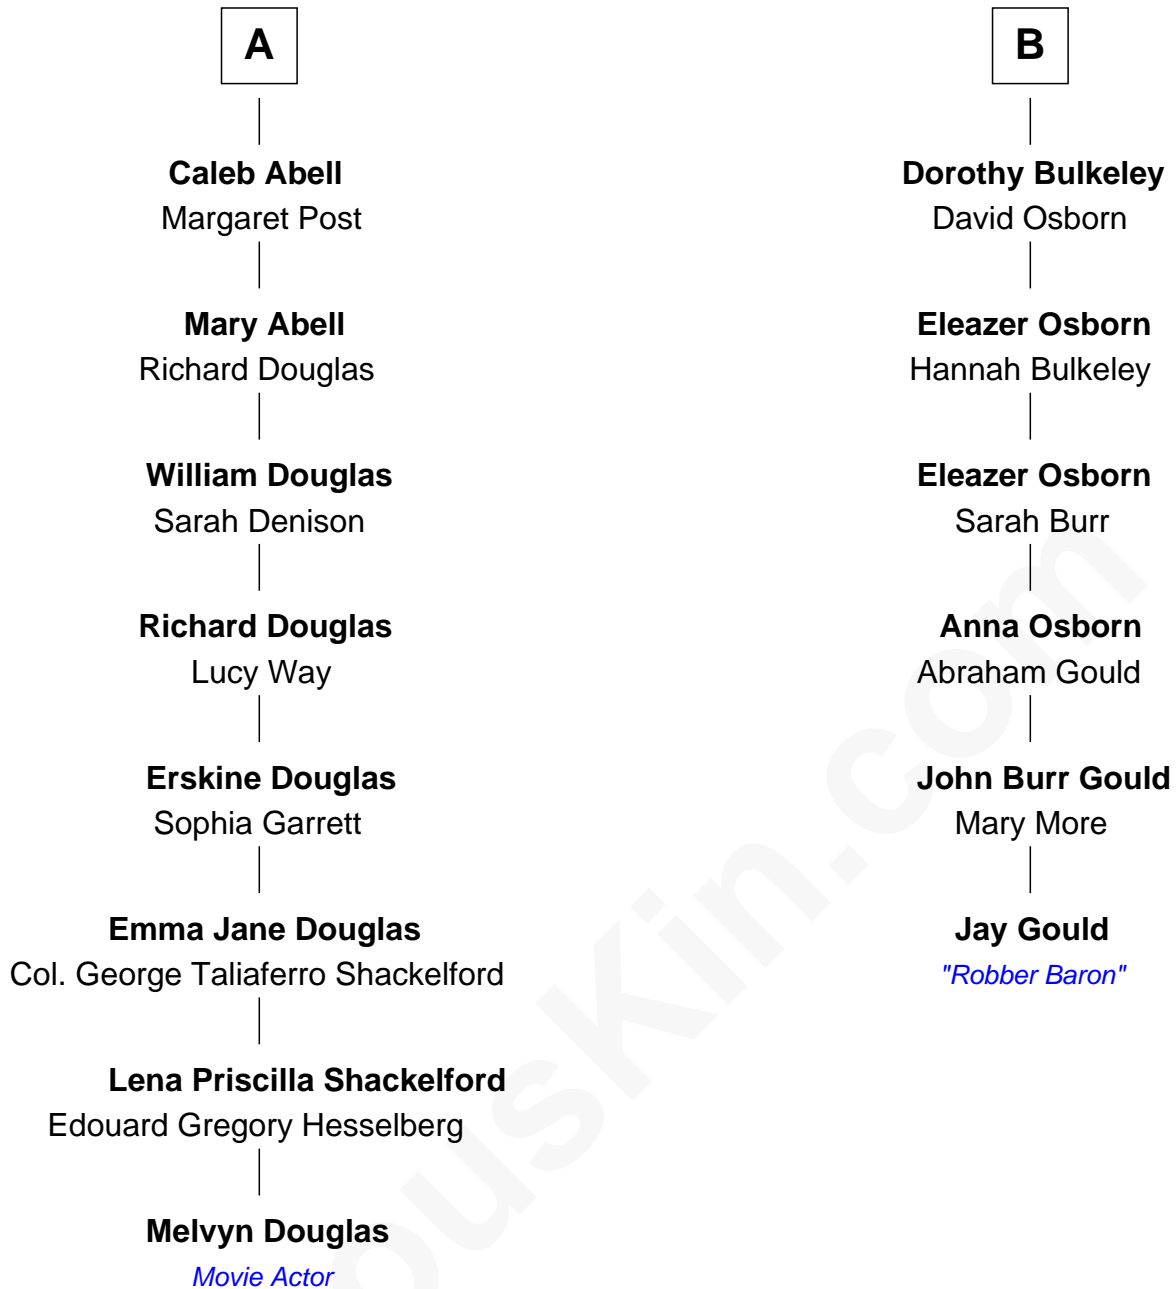 A
Caleb Abell
Margaret Post
Mary Abell
Richard Douglas
William Douglas
Sarah Denison
Richard Douglas
Lucy Way
Erskine Douglas
Sophia Garrett
Emma Jane Douglas
Col. George Taliaferro Shackelford
Lena Priscilla Shackelford
Edouard Gregory Hesselberg
Melvyn Douglas
Movie Actor
B
Dorothy Bulkeley
David Osborn
Eleazer Osborn
Hannah Bulkeley
Eleazer Osborn
Sarah Burr
Anna Osborn
Abraham Gould
John Burr Gould
Mary More
Jay Gould
"Robber Baron"
ousKin.com